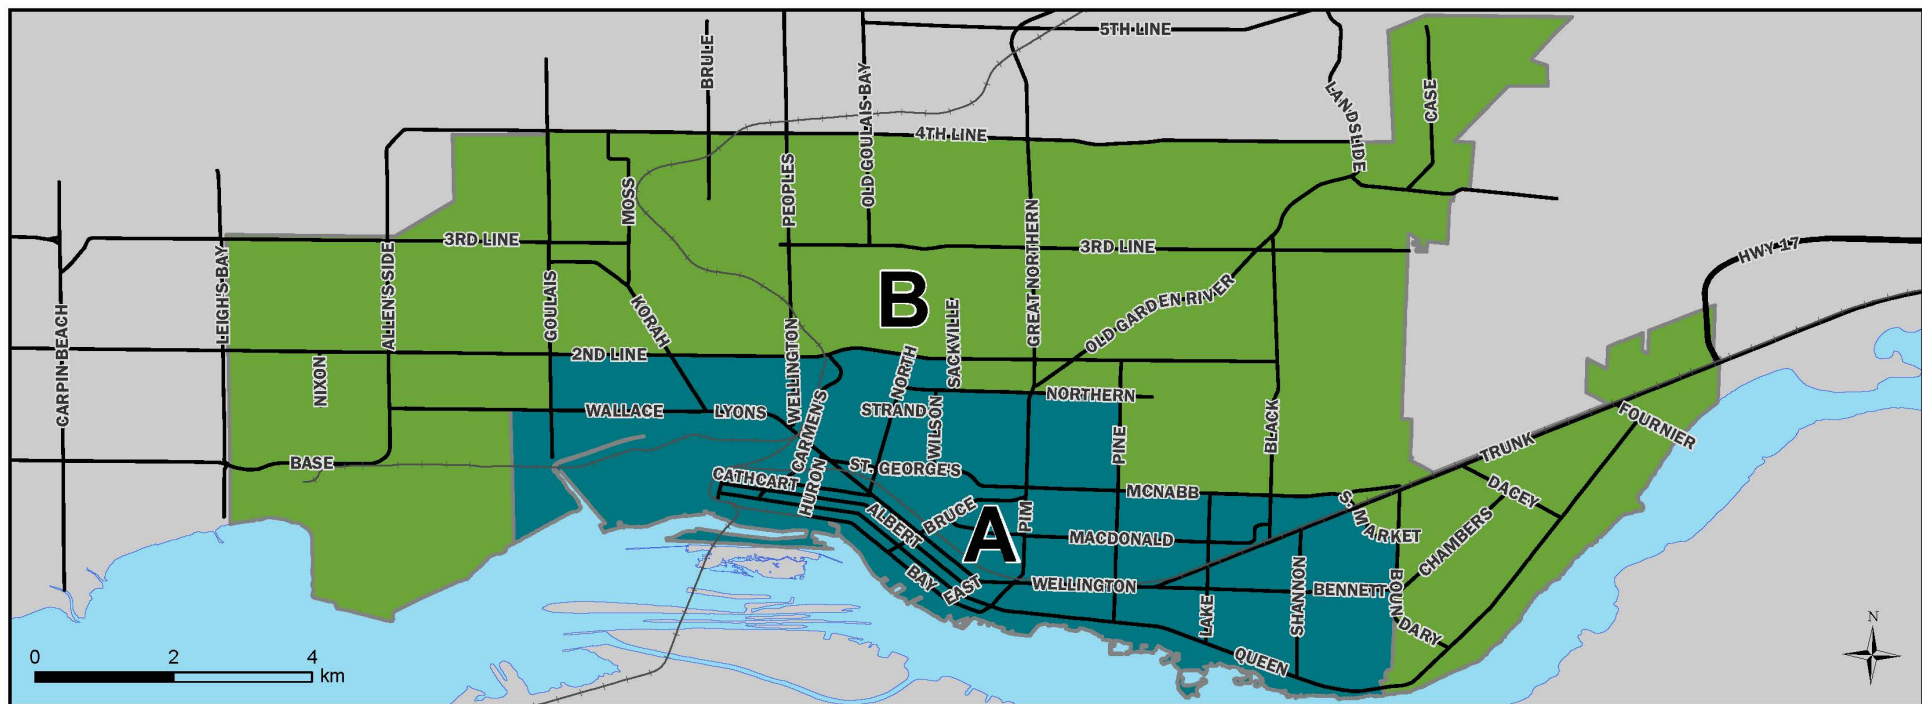 5TH LINE
BRULE
OLD GOULAIS BAY
LANDSLIDE
CASE
4TH LINE
PEOPLES
MOSS
3RD LINE
3RD LINE
GREAT NORTHERN
HWY 17
LEIGH'S BAY
ALLEN'S SIDE
GOULAIS
KORAH
B
OLD GARDEN RIVER
CARPIN BEACH
2ND LINE
WELLINGTON
NORTH
SACKVILLE
NIXON
NORTHERN
WALLACE
LYONS
CARMEN'S
STRAND
WILSON
PINE
BLACK
FOURNIER
TRUNK
BASE
CATHCART
HURON
ST. GEORGE'S
MCNABB
S. MARKET
DACEY
ALBERT
BRUCE
A
PIM
MACDONALD
CHAMBERS
BAY
EAST
WELLINGTON
LAKE
SHANNON
BENNETT
BOUNDARY
QUEEN
N
0 2 4
km